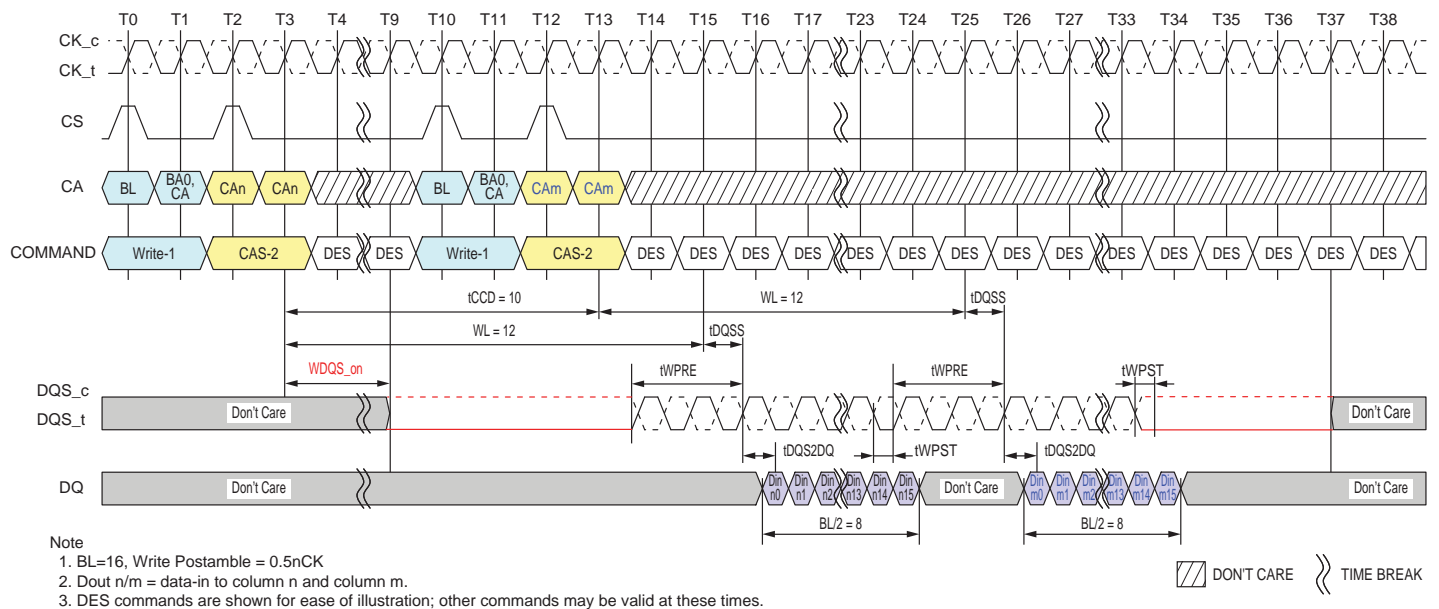 T0 T1 T2 T3 T4 T9 T10 T11 T12 T13 T14 T15 T16 T17 T23 T24 T25 T26 T27 T33 T34 T35 T36 T37 T38
CK_c
CK_t
CS
CA BL BA0, CA CAn CAn BL BA0, CA CAm CAm
COMMAND Write-1 CAS-2 DES DES Write-1 CAS-2 DES DES DES DES DES DES DES DES DES DES DES DES DES DES DES
tCCD = 10 WL = 12 tDQSS
WL = 12 tDQSS
WDQS_on tWPRE tWPRE tWPST
DQS_c
DQS_t Don't Care Don't Care
tDQS2DQ tWPST tDQS2DQ
DQ Don't Care Din n0 Din n1 Din n2 Din n13 Din n14 Din n15 Don't Care Din m0 Din m1 Din m2 Din m13 Din m14 Din m15 Don't Care
BL/2 = 8 BL/2 = 8
Note
1. BL=16, Write Postamble = 0.5nCK
2. Dout n/m = data-in to column n and column m.
3. DES commands are shown for ease of illustration; other commands may be valid at these times.
DON'T CARE TIME BREAK